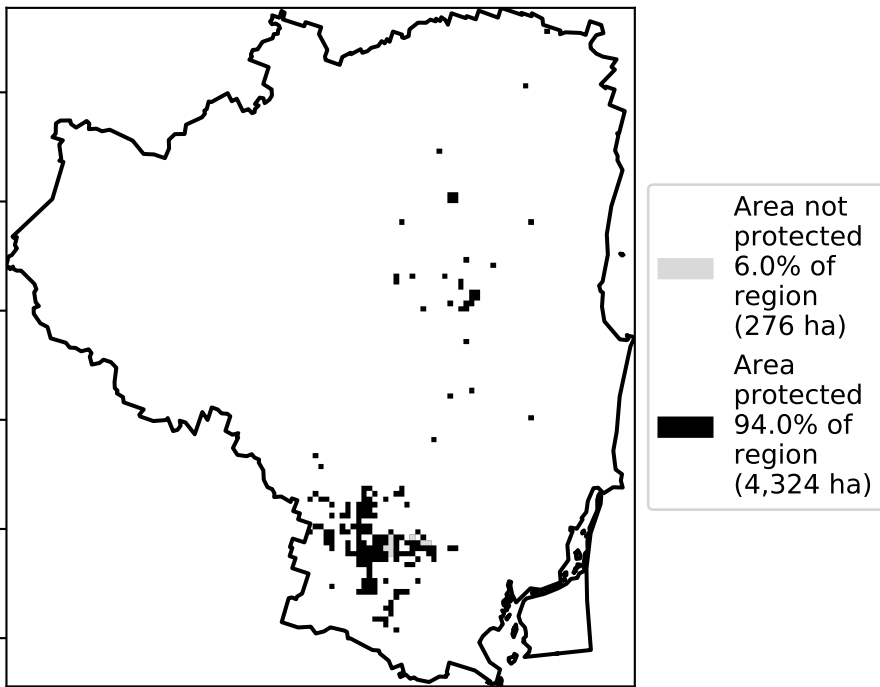 Area not
protected
6.0% of
region
(276 ha)
Area
protected
94.0% of
region
(4,324 ha)